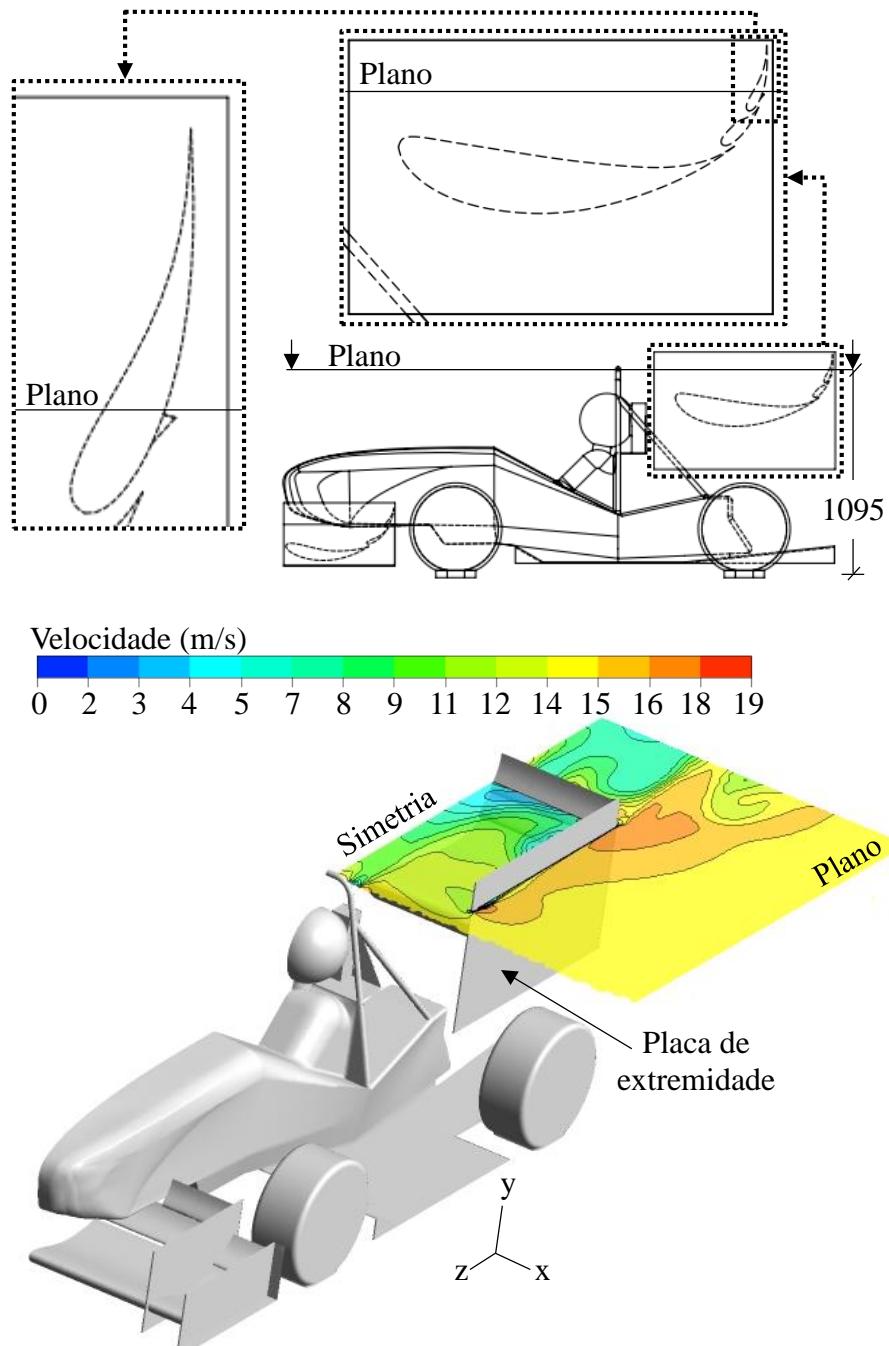 Plano
Plano
Plano
Plano
1095
Velocidade (m/s)
0 2 3 4 5 7 8 9 11 12 14 15 16 18 19
Simetria
Plano
Placa de
extremidade
y
z
x